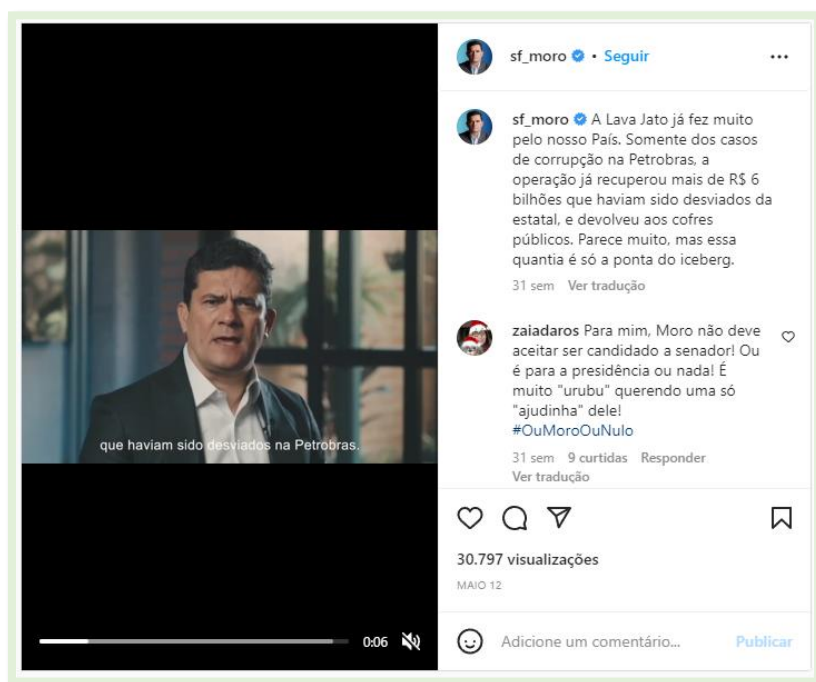 sf_moro • Seguir
sf_moro A Lava Jato já fez muito
pelo nosso País. Somente dos casos
de corrupção na Petrobras, a
operação já recuperou mais de R$ 6
bilhões que haviam sido desviados da
estatal, e devolveu aos cofres
públicos. Parece muito, mas essa
quantia é só a ponta do iceberg.
31 sem Ver tradução
zaiadaros Para mim, Moro não deve
aceitar ser candidado a senador! Ou
é para a presidência ou nada! É
muito "urubu" querendo uma só
"ajudinha" dele!
#OuMoroOuNulo
31 sem 9 curtidas Responder
Ver tradução
que haviam sido desviados na Petrobras.
30.797 visualizações
MAIO 12
0:06
Adicione um comentário... Publicar